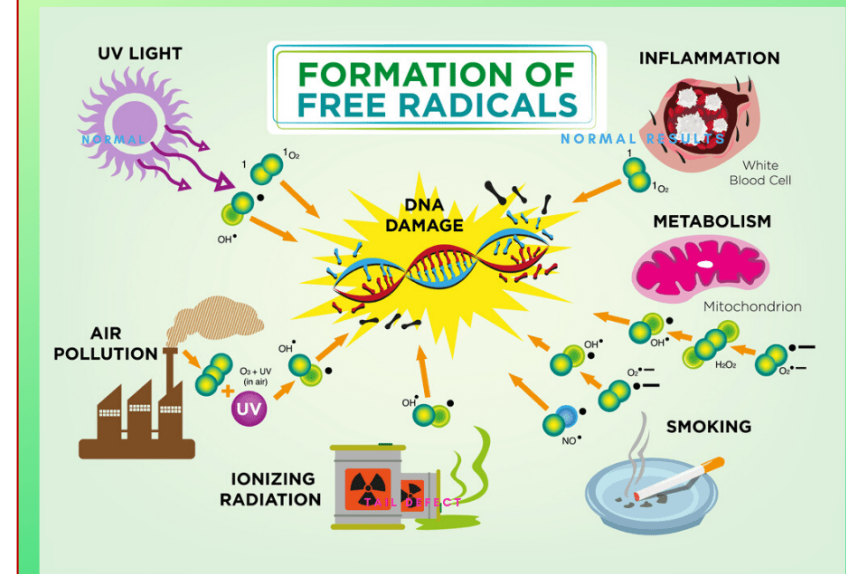 UV LIGHT
FORMATION OF
FREE RADICALS
INFLAMMATION
NORMAL
NORMAL RESULTS
1
¹O₂
1
¹O₂
White
Blood Cell
OH•
DNA
DAMAGE
METABOLISM
Mitochondrion
AIR
POLLUTION
O₃ + UV
(in air)
+
UV
OH•
OH•
OH•
H₂O₂
O₂•–
O₂•–
OH•
NO•
SMOKING
IONIZING
RADIATION
TAIL DEFECT